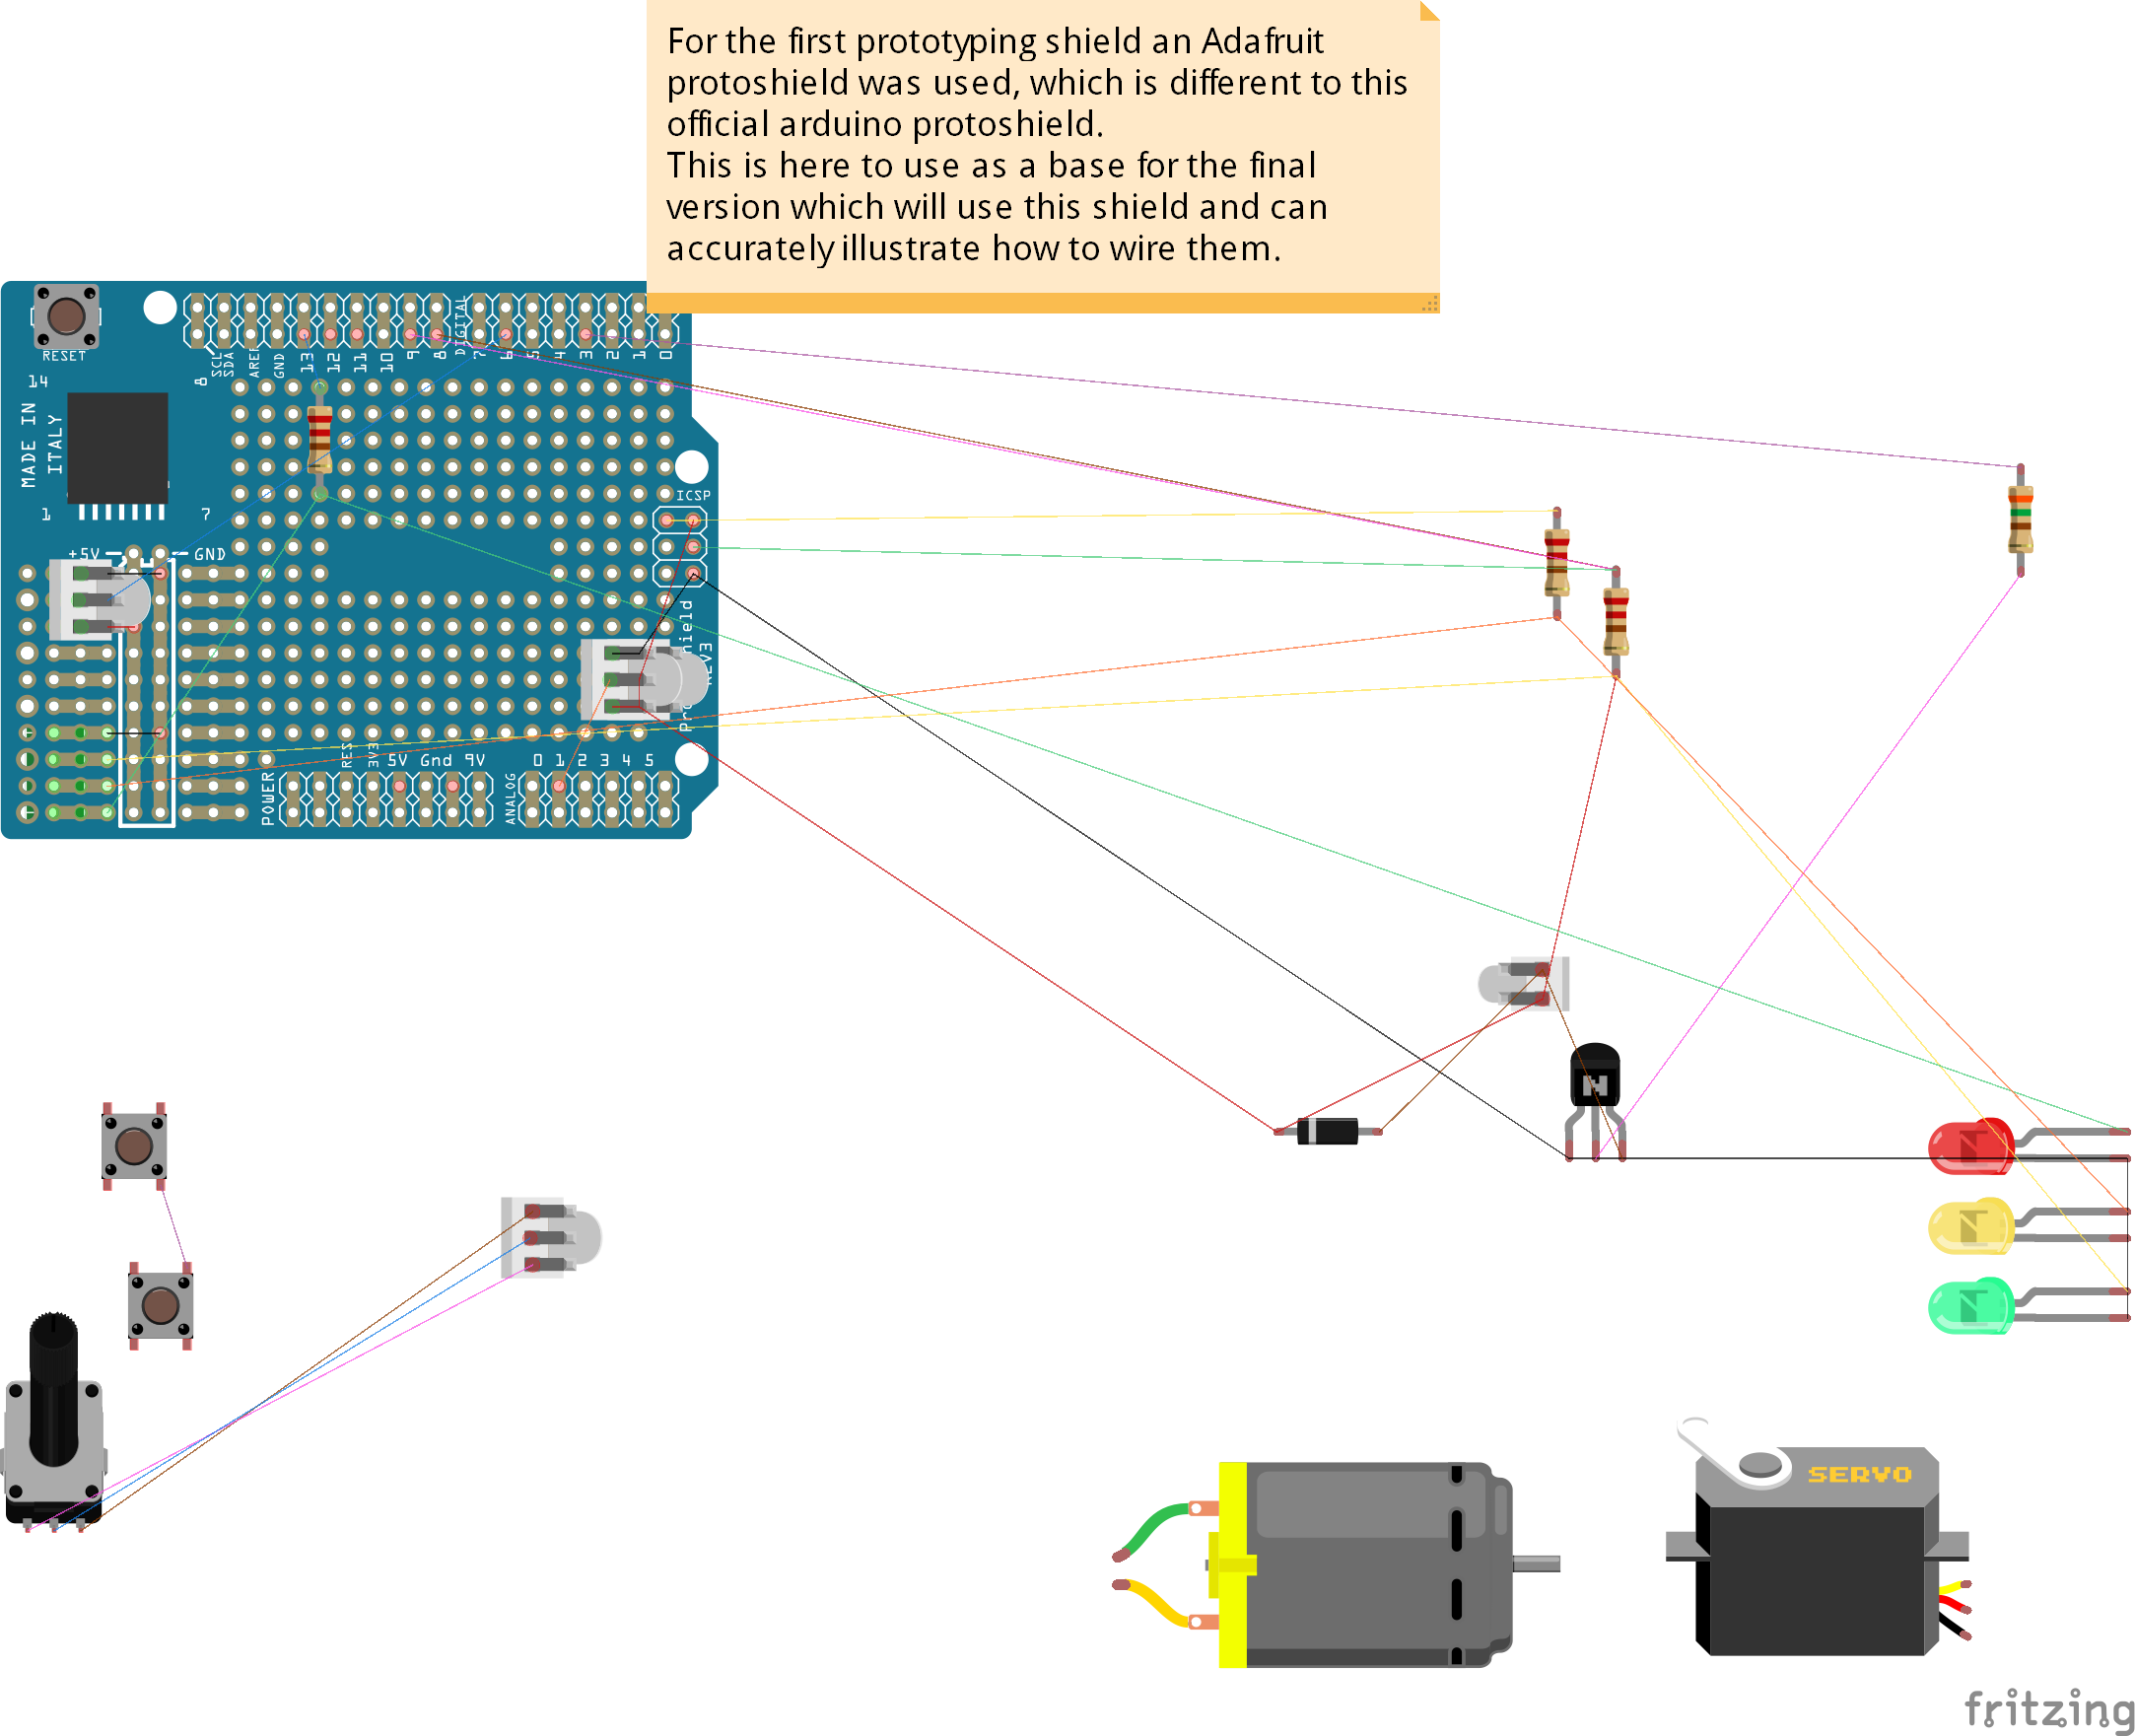 For the first prototyping shield an Adafruit
protoshield was used, which is different to this
official arduino protoshield.
This is here to use as a base for the final
version which will use this shield and can
accurately illustrate how to wire them.
RESET
SCL
SDA
GND
13
12
11
10
9
8
DIGITAL
7
6
5
4
3
2
1
0
14
8
MADE IN
ITALY
1
7
ICSP
+5V
GND
RES
3V3
5V Gnd 9V
0 1 2 3 4 5
POWER
ANALOG
SERVO
fritzing